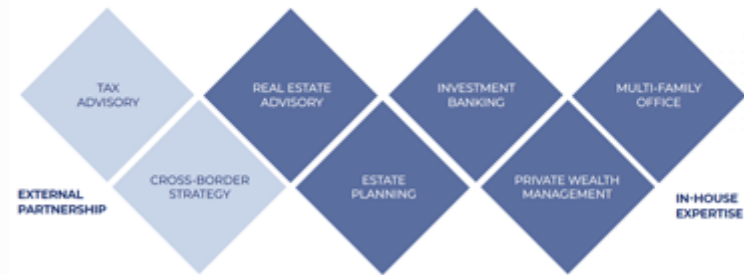 TAX
ADVISORY
REAL ESTATE
ADVISORY
INVESTMENT
BANKING
MULTI-FAMILY
OFFICE
CROSS-BORDER
STRATEGY
ESTATE
PLANNING
PRIVATE WEALTH
MANAGEMENT
EXTERNAL
PARTNERSHIP
IN-HOUSE
EXPERTISE